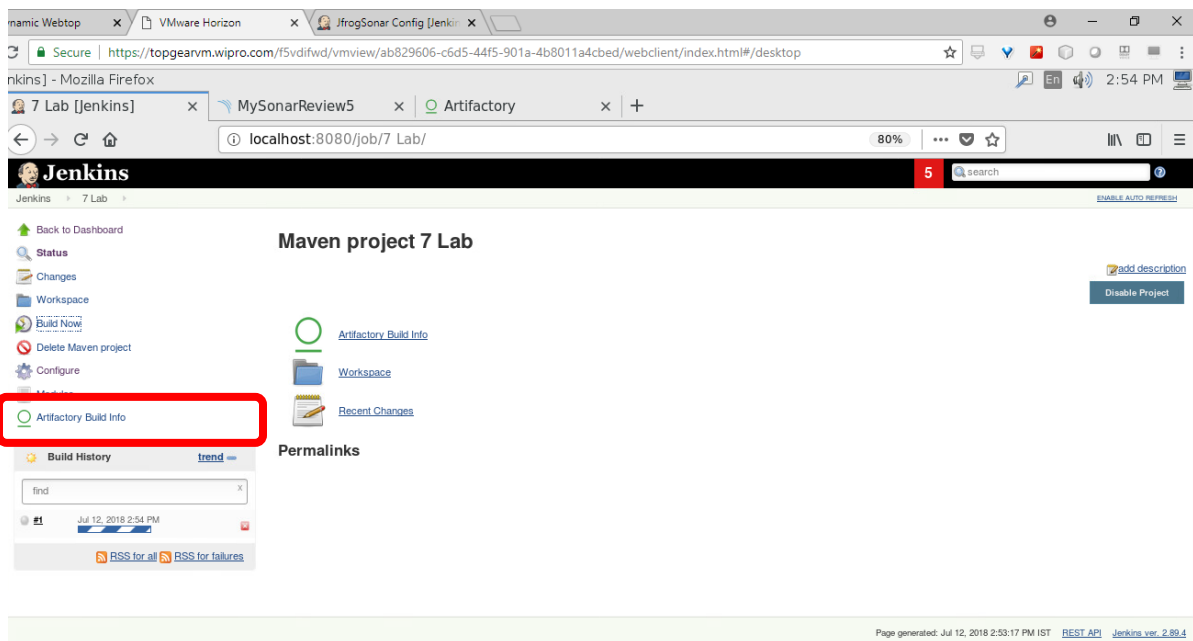 namic Webtop
VMware Horizon
JfrogSonar Config [Jenkin
Secure | https://topgearvm.wipro.com/f5vdifwd/vmview/ab829606-c6d5-44f5-901a-4b8011a4cbed/webclient/index.html#/desktop
nkins] - Mozilla Firefox
En
2:54 PM
7 Lab [Jenkins]
MySonarReview5
Artifactory
localhost:8080/job/7 Lab/
80%
Jenkins
5
search
Jenkins
7 Lab
ENABLE AUTO REFRESH
Back to Dashboard
Status
Changes
Workspace
Build Now
Delete Maven project
Configure
Modules
Artifactory Build Info
Build History
trend
find
x
#1
Jul 12, 2018 2:54 PM
RSS for all
RSS for failures
Maven project 7 Lab
add description
Disable Project
Artifactory Build Info
Workspace
Recent Changes
Permalinks
Page generated: Jul 12, 2018 2:53:17 PM IST
REST API
Jenkins ver. 2.89.4